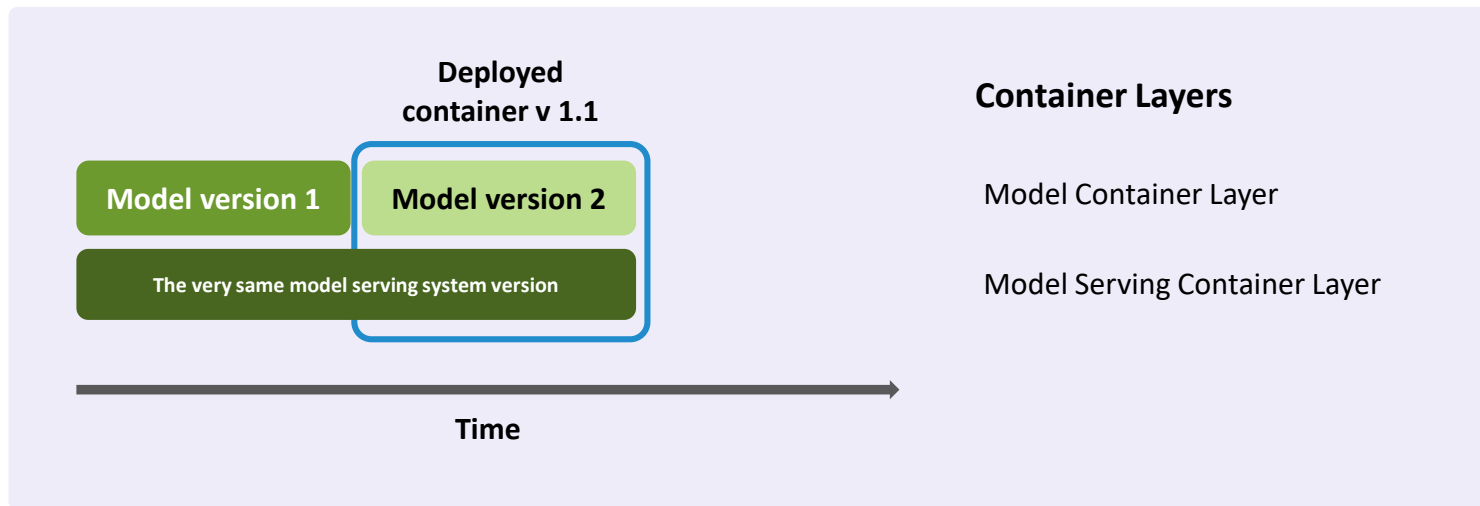 Deployed
container v 1.1
Container Layers
Model version 1
Model version 2
Model Container Layer
The very same model serving system version
Model Serving Container Layer
Time